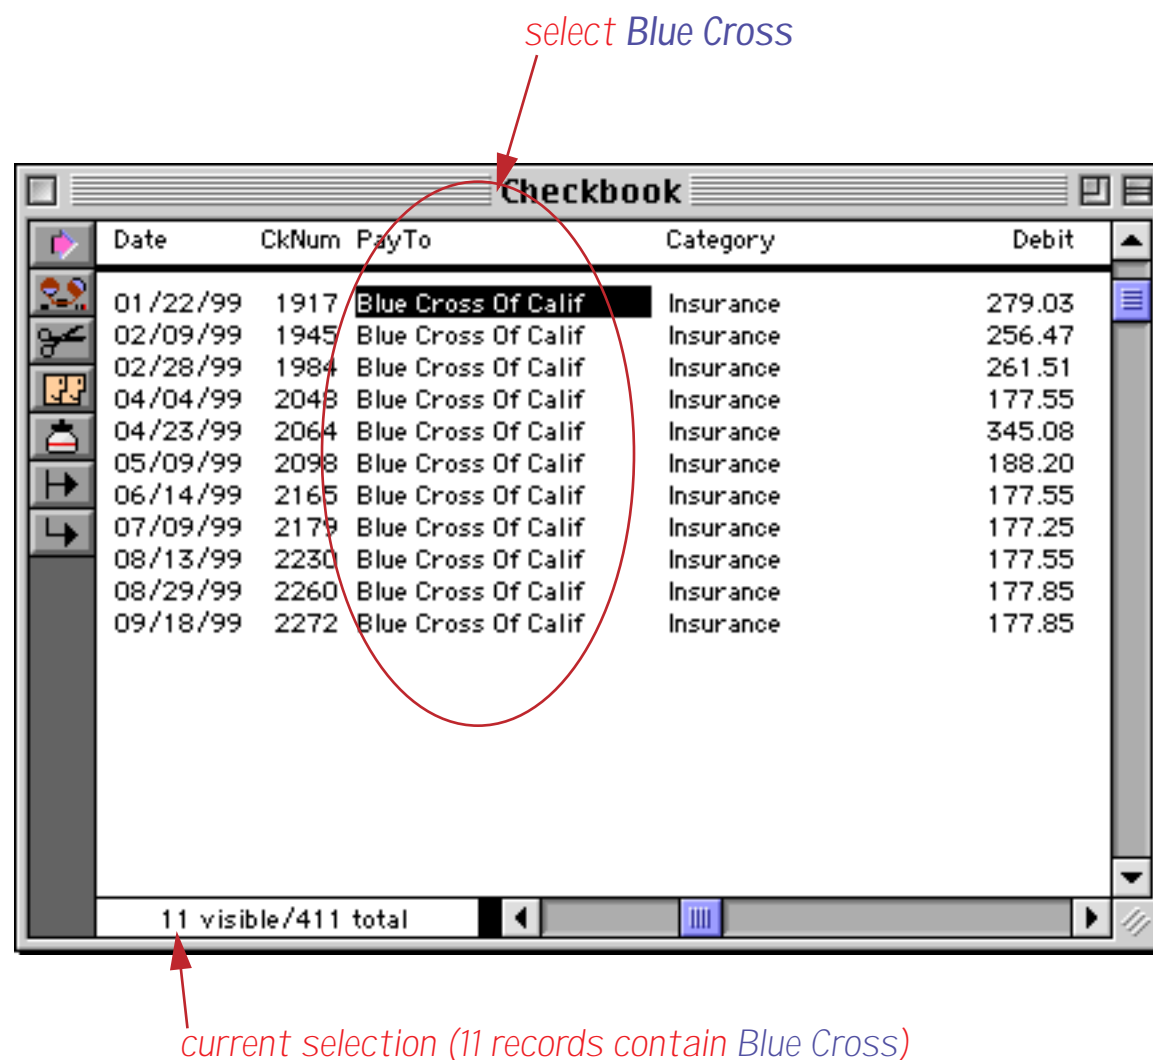 select Blue Cross
Checkbook
Date CkNum PayTo Category Debit
01/22/99 1917 Blue Cross Of Calif Insurance 279.03
02/09/99 1945 Blue Cross Of Calif Insurance 256.47
02/28/99 1984 Blue Cross Of Calif Insurance 261.51
04/04/99 2048 Blue Cross Of Calif Insurance 177.55
04/23/99 2064 Blue Cross Of Calif Insurance 345.08
05/09/99 2098 Blue Cross Of Calif Insurance 188.20
06/14/99 2165 Blue Cross Of Calif Insurance 177.55
07/09/99 2179 Blue Cross Of Calif Insurance 177.25
08/13/99 2230 Blue Cross Of Calif Insurance 177.55
08/29/99 2260 Blue Cross Of Calif Insurance 177.85
09/18/99 2272 Blue Cross Of Calif Insurance 177.85
11 visible/411 total
current selection (11 records contain Blue Cross)